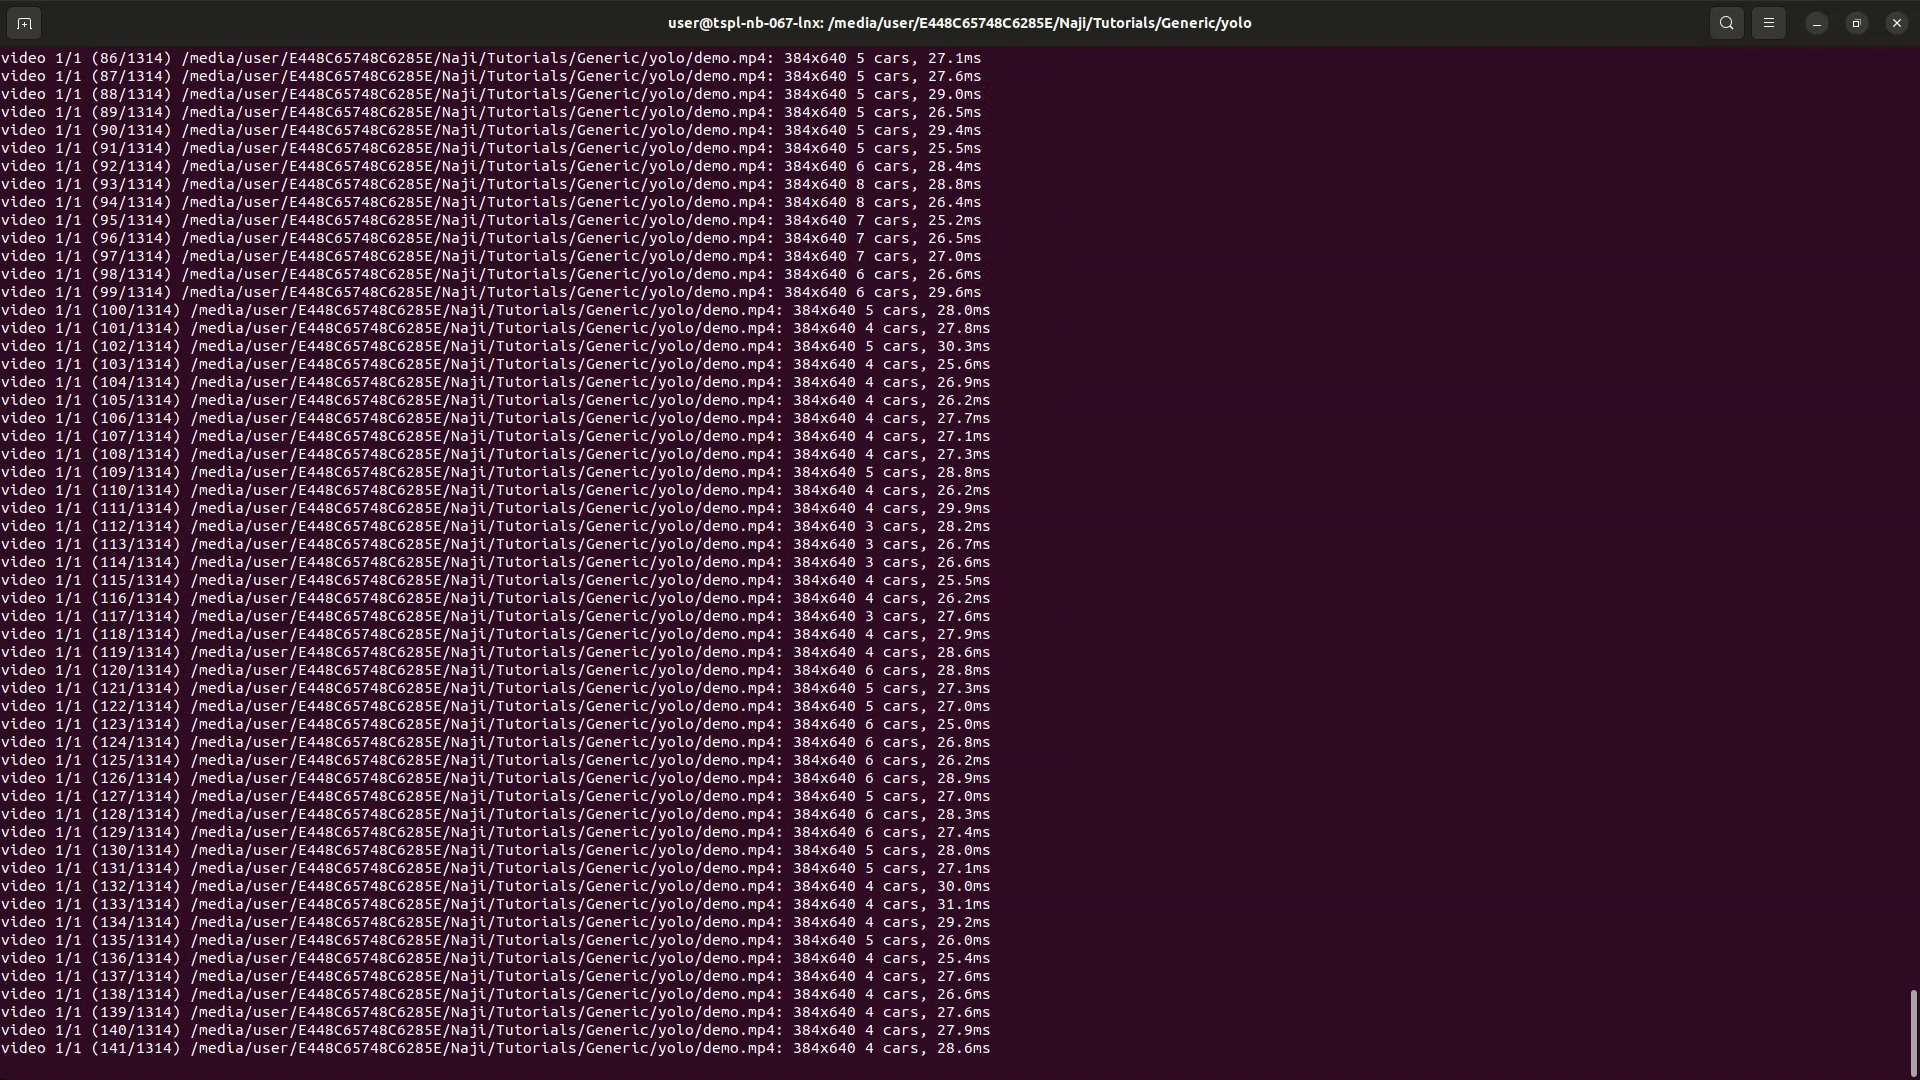 user@tspl-nb-067-lnx: /media/user/E448C65748C6285E/Naji/Tutorials/Generic/yolo
video 1/1 (86/1314) /media/user/E448C65748C6285E/Naji/Tutorials/Generic/yolo/demo.mp4: 384x640 5 cars, 27.1ms
video 1/1 (87/1314) /media/user/E448C65748C6285E/Naji/Tutorials/Generic/yolo/demo.mp4: 384x640 5 cars, 27.6ms
video 1/1 (88/1314) /media/user/E448C65748C6285E/Naji/Tutorials/Generic/yolo/demo.mp4: 384x640 5 cars, 29.0ms
video 1/1 (89/1314) /media/user/E448C65748C6285E/Naji/Tutorials/Generic/yolo/demo.mp4: 384x640 5 cars, 26.5ms
video 1/1 (90/1314) /media/user/E448C65748C6285E/Naji/Tutorials/Generic/yolo/demo.mp4: 384x640 5 cars, 29.4ms
video 1/1 (91/1314) /media/user/E448C65748C6285E/Naji/Tutorials/Generic/yolo/demo.mp4: 384x640 5 cars, 25.5ms
video 1/1 (92/1314) /media/user/E448C65748C6285E/Naji/Tutorials/Generic/yolo/demo.mp4: 384x640 6 cars, 28.4ms
video 1/1 (93/1314) /media/user/E448C65748C6285E/Naji/Tutorials/Generic/yolo/demo.mp4: 384x640 8 cars, 28.8ms
video 1/1 (94/1314) /media/user/E448C65748C6285E/Naji/Tutorials/Generic/yolo/demo.mp4: 384x640 8 cars, 26.4ms
video 1/1 (95/1314) /media/user/E448C65748C6285E/Naji/Tutorials/Generic/yolo/demo.mp4: 384x640 7 cars, 25.2ms
video 1/1 (96/1314) /media/user/E448C65748C6285E/Naji/Tutorials/Generic/yolo/demo.mp4: 384x640 7 cars, 26.5ms
video 1/1 (97/1314) /media/user/E448C65748C6285E/Naji/Tutorials/Generic/yolo/demo.mp4: 384x640 7 cars, 27.0ms
video 1/1 (98/1314) /media/user/E448C65748C6285E/Naji/Tutorials/Generic/yolo/demo.mp4: 384x640 6 cars, 26.6ms
video 1/1 (99/1314) /media/user/E448C65748C6285E/Naji/Tutorials/Generic/yolo/demo.mp4: 384x640 6 cars, 29.6ms
video 1/1 (100/1314) /media/user/E448C65748C6285E/Naji/Tutorials/Generic/yolo/demo.mp4: 384x640 5 cars, 28.0ms
video 1/1 (101/1314) /media/user/E448C65748C6285E/Naji/Tutorials/Generic/yolo/demo.mp4: 384x640 4 cars, 27.8ms
video 1/1 (102/1314) /media/user/E448C65748C6285E/Naji/Tutorials/Generic/yolo/demo.mp4: 384x640 5 cars, 30.3ms
video 1/1 (103/1314) /media/user/E448C65748C6285E/Naji/Tutorials/Generic/yolo/demo.mp4: 384x640 4 cars, 25.6ms
video 1/1 (104/1314) /media/user/E448C65748C6285E/Naji/Tutorials/Generic/yolo/demo.mp4: 384x640 4 cars, 26.9ms
video 1/1 (105/1314) /media/user/E448C65748C6285E/Naji/Tutorials/Generic/yolo/demo.mp4: 384x640 4 cars, 26.2ms
video 1/1 (106/1314) /media/user/E448C65748C6285E/Naji/Tutorials/Generic/yolo/demo.mp4: 384x640 4 cars, 27.7ms
video 1/1 (107/1314) /media/user/E448C65748C6285E/Naji/Tutorials/Generic/yolo/demo.mp4: 384x640 4 cars, 27.1ms
video 1/1 (108/1314) /media/user/E448C65748C6285E/Naji/Tutorials/Generic/yolo/demo.mp4: 384x640 4 cars, 27.3ms
video 1/1 (109/1314) /media/user/E448C65748C6285E/Naji/Tutorials/Generic/yolo/demo.mp4: 384x640 5 cars, 28.8ms
video 1/1 (110/1314) /media/user/E448C65748C6285E/Naji/Tutorials/Generic/yolo/demo.mp4: 384x640 4 cars, 26.2ms
video 1/1 (111/1314) /media/user/E448C65748C6285E/Naji/Tutorials/Generic/yolo/demo.mp4: 384x640 4 cars, 29.9ms
video 1/1 (112/1314) /media/user/E448C65748C6285E/Naji/Tutorials/Generic/yolo/demo.mp4: 384x640 3 cars, 28.2ms
video 1/1 (113/1314) /media/user/E448C65748C6285E/Naji/Tutorials/Generic/yolo/demo.mp4: 384x640 3 cars, 26.7ms
video 1/1 (114/1314) /media/user/E448C65748C6285E/Naji/Tutorials/Generic/yolo/demo.mp4: 384x640 3 cars, 26.6ms
video 1/1 (115/1314) /media/user/E448C65748C6285E/Naji/Tutorials/Generic/yolo/demo.mp4: 384x640 4 cars, 25.5ms
video 1/1 (116/1314) /media/user/E448C65748C6285E/Naji/Tutorials/Generic/yolo/demo.mp4: 384x640 4 cars, 26.2ms
video 1/1 (117/1314) /media/user/E448C65748C6285E/Naji/Tutorials/Generic/yolo/demo.mp4: 384x640 3 cars, 27.6ms
video 1/1 (118/1314) /media/user/E448C65748C6285E/Naji/Tutorials/Generic/yolo/demo.mp4: 384x640 4 cars, 27.9ms
video 1/1 (119/1314) /media/user/E448C65748C6285E/Naji/Tutorials/Generic/yolo/demo.mp4: 384x640 4 cars, 28.6ms
video 1/1 (120/1314) /media/user/E448C65748C6285E/Naji/Tutorials/Generic/yolo/demo.mp4: 384x640 6 cars, 28.8ms
video 1/1 (121/1314) /media/user/E448C65748C6285E/Naji/Tutorials/Generic/yolo/demo.mp4: 384x640 5 cars, 27.3ms
video 1/1 (122/1314) /media/user/E448C65748C6285E/Naji/Tutorials/Generic/yolo/demo.mp4: 384x640 5 cars, 27.0ms
video 1/1 (123/1314) /media/user/E448C65748C6285E/Naji/Tutorials/Generic/yolo/demo.mp4: 384x640 6 cars, 25.0ms
video 1/1 (124/1314) /media/user/E448C65748C6285E/Naji/Tutorials/Generic/yolo/demo.mp4: 384x640 6 cars, 26.8ms
video 1/1 (125/1314) /media/user/E448C65748C6285E/Naji/Tutorials/Generic/yolo/demo.mp4: 384x640 6 cars, 26.2ms
video 1/1 (126/1314) /media/user/E448C65748C6285E/Naji/Tutorials/Generic/yolo/demo.mp4: 384x640 6 cars, 28.9ms
video 1/1 (127/1314) /media/user/E448C65748C6285E/Naji/Tutorials/Generic/yolo/demo.mp4: 384x640 5 cars, 27.0ms
video 1/1 (128/1314) /media/user/E448C65748C6285E/Naji/Tutorials/Generic/yolo/demo.mp4: 384x640 6 cars, 28.3ms
video 1/1 (129/1314) /media/user/E448C65748C6285E/Naji/Tutorials/Generic/yolo/demo.mp4: 384x640 6 cars, 27.4ms
video 1/1 (130/1314) /media/user/E448C65748C6285E/Naji/Tutorials/Generic/yolo/demo.mp4: 384x640 5 cars, 28.0ms
video 1/1 (131/1314) /media/user/E448C65748C6285E/Naji/Tutorials/Generic/yolo/demo.mp4: 384x640 5 cars, 27.1ms
video 1/1 (132/1314) /media/user/E448C65748C6285E/Naji/Tutorials/Generic/yolo/demo.mp4: 384x640 4 cars, 30.0ms
video 1/1 (133/1314) /media/user/E448C65748C6285E/Naji/Tutorials/Generic/yolo/demo.mp4: 384x640 4 cars, 31.1ms
video 1/1 (134/1314) /media/user/E448C65748C6285E/Naji/Tutorials/Generic/yolo/demo.mp4: 384x640 4 cars, 29.2ms
video 1/1 (135/1314) /media/user/E448C65748C6285E/Naji/Tutorials/Generic/yolo/demo.mp4: 384x640 5 cars, 26.0ms
video 1/1 (136/1314) /media/user/E448C65748C6285E/Naji/Tutorials/Generic/yolo/demo.mp4: 384x640 4 cars, 25.4ms
video 1/1 (137/1314) /media/user/E448C65748C6285E/Naji/Tutorials/Generic/yolo/demo.mp4: 384x640 4 cars, 27.6ms
video 1/1 (138/1314) /media/user/E448C65748C6285E/Naji/Tutorials/Generic/yolo/demo.mp4: 384x640 4 cars, 26.6ms
video 1/1 (139/1314) /media/user/E448C65748C6285E/Naji/Tutorials/Generic/yolo/demo.mp4: 384x640 4 cars, 27.6ms
video 1/1 (140/1314) /media/user/E448C65748C6285E/Naji/Tutorials/Generic/yolo/demo.mp4: 384x640 4 cars, 27.9ms
video 1/1 (141/1314) /media/user/E448C65748C6285E/Naji/Tutorials/Generic/yolo/demo.mp4: 384x640 4 cars, 28.6ms